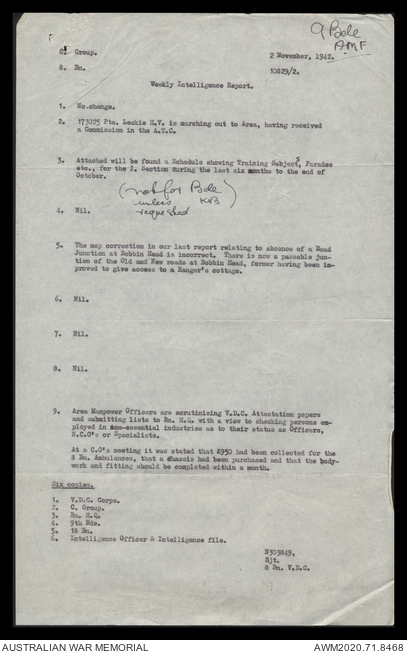 9 Bde
AMF
C. Group.
8. Bn.
2 November, 1942.
10829/2.
Weekly Intelligence Report.
1. No.change.
2. 173025 Pte. Leckie H.V. is marching out to Area, having received
a Commission in the A.T.C.
3. Attached will be found a Schedule showing Training Subjects, Parades
etc., for the I. Section during the last six months to the end of
October.
(not for Bde
unless
requested KVB)
4. Nil.
5. The map correction in our last report relating to absence of a Road
Junction at Bobbin Head is incorrect. There is now a passable jun-
tion of the Old and New roads at Bobbin Head, former having been im-
proved to give access to a Ranger's cottage.
6. Nil.
7. Nil.
8. Nil.
9. Area Manpower Officers are scrutinising V.D.C. Attestation papers
and submitting lists to Bn. H.Q. with a view to checking persons em-
ployed in non-essential industries as to their status as Officers,
N.C.O's or Specialists.
At a C.O's meeting it was stated that £950 had been collected for the
8 Bn. Ambulances, that a chassis had been purchased and that the body-
work and fitting should be completed within a month.
Six copies.
1. V.D.C. Corps.
2. C. Group.
3. Bn. H.Q.
4. 9th Bde.
5. 18 Bn.
6. Intelligence Officer & Intelligence file.
N303849.
Sjt.
8 Bn. V.D.C.
AUSTRALIAN WAR MEMORIAL
AWM2020.71.8468